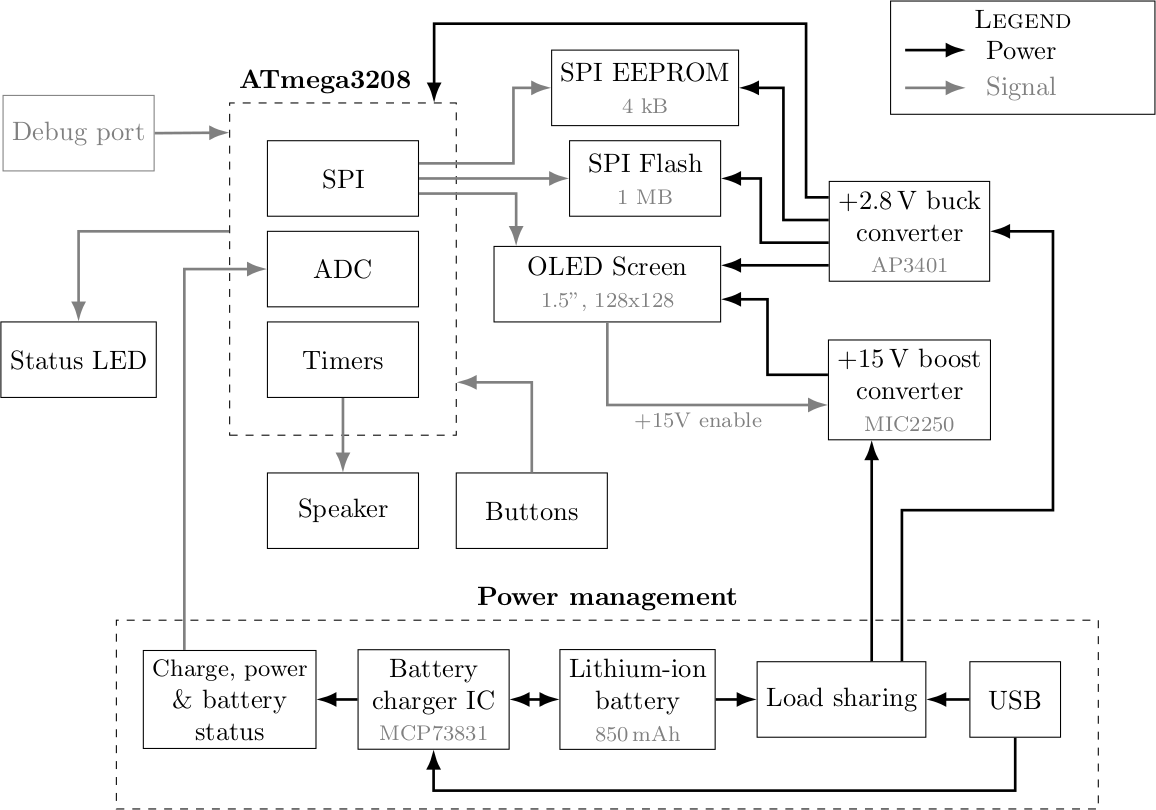 LEGEND
Power
Signal
ATmega3208
SPI EEPROM
4 kB
Debug port
SPI
SPI Flash
1 MB
+2.8 V buck
converter
AP3401
ADC
OLED Screen
1.5”, 128x128
Status LED
Timers
+15 V boost
converter
MIC2250
+15V enable
Speaker
Buttons
Power management
Charge, power
& battery
status
Battery
charger IC
MCP73831
Lithium-ion
battery
850 mAh
Load sharing
USB